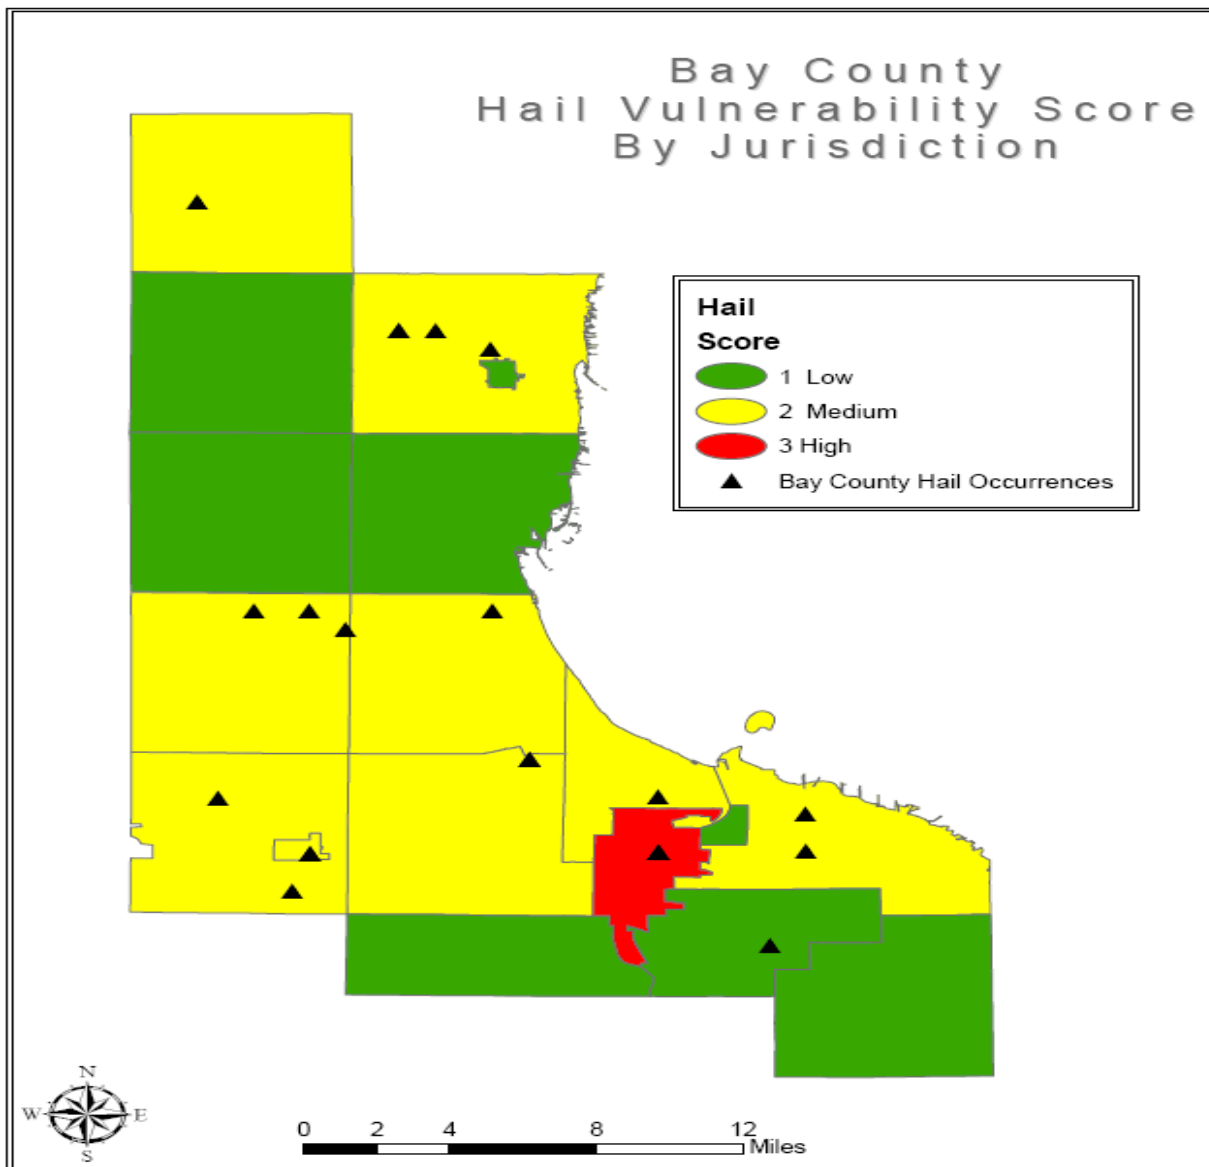 Bay County
Hail Vulnerability Score
By Jurisdiction
Hail
Score
1 Low
2 Medium
3 High
Bay County Hail Occurrences
N
W E
S
0 2 4 8 12
Miles